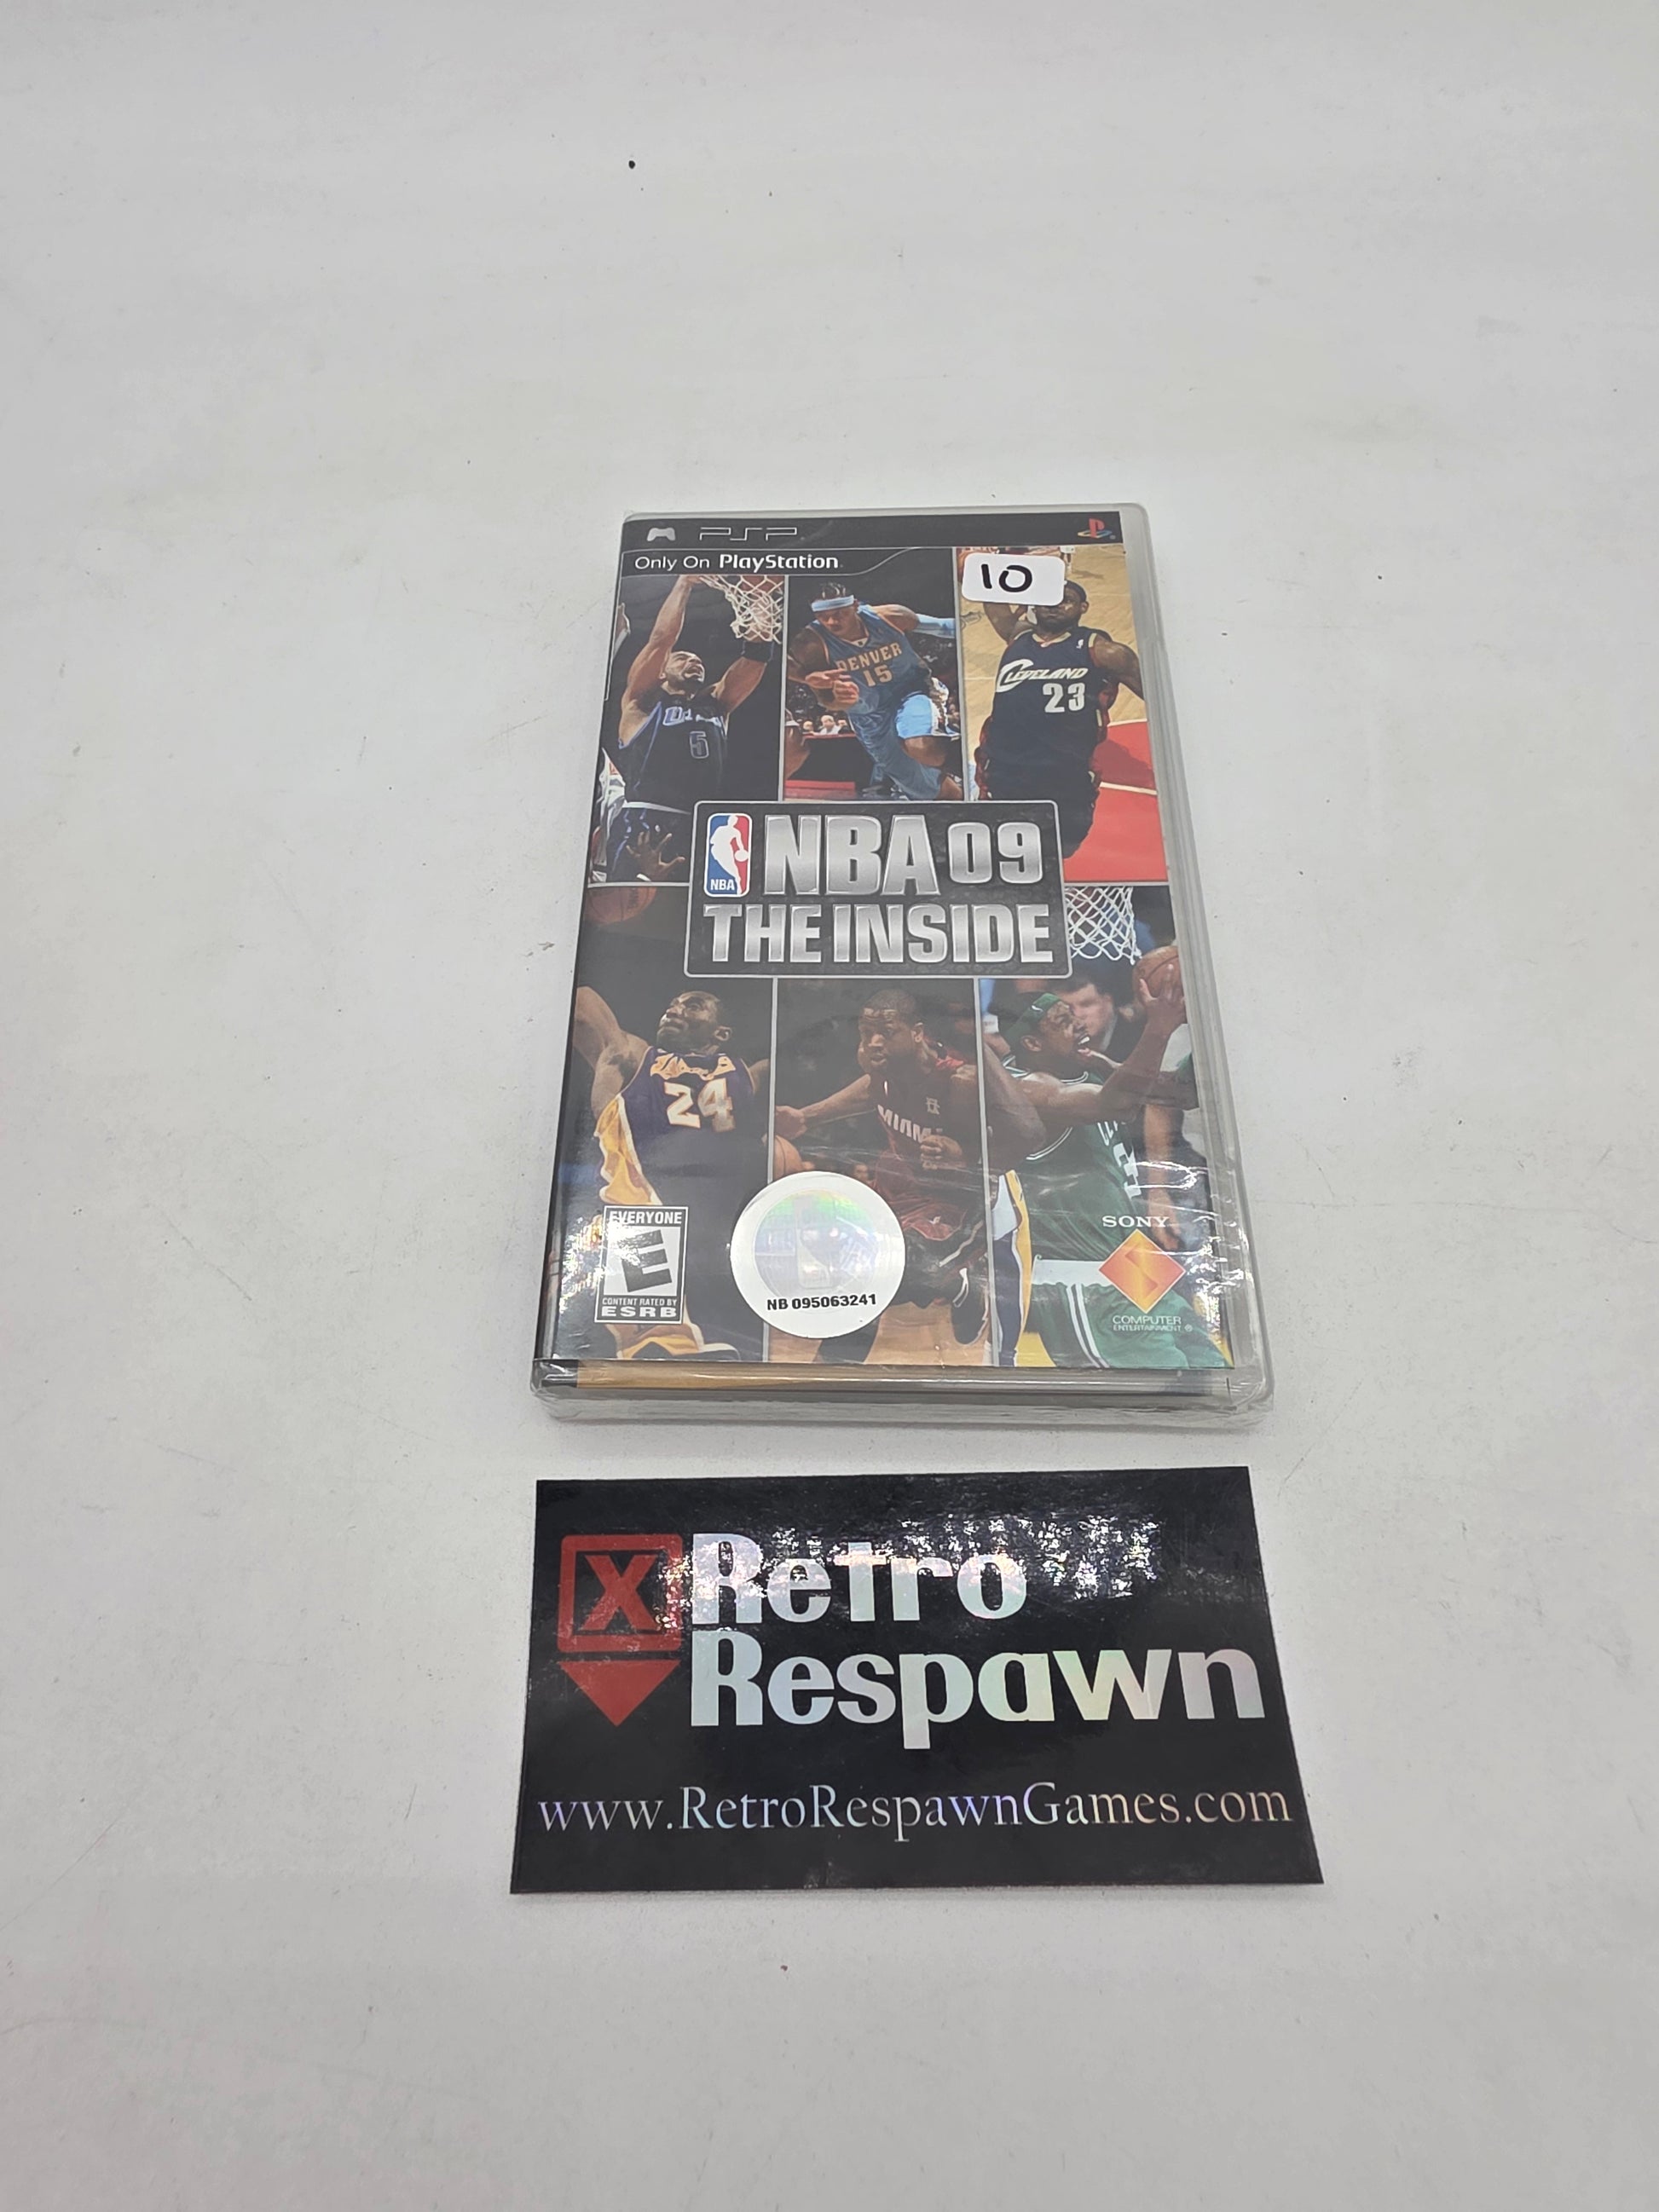 PSP
Only On PlayStation
10
DENVER
15
CLEVELAND
23
5
NBA
NBA 09
THE INSIDE
24
MIAMI
EVERYONE
E
CONTENT RATED BY
ESRB
NB 095063241
SONY
COMPUTER
ENTERTAINMENT ®
X Retro
Respawn
www.RetroRespawnGames.com